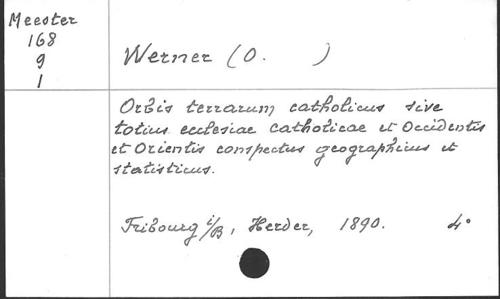 Meester
168
9
1
Werner (O. )
Orbis terrarum catholicus sive
totius ecclesiae catholicae et Occidentis
et Orientis conspectus geographicus et
statisticus.
Fribourg i/B, Herder, 1890. 4°